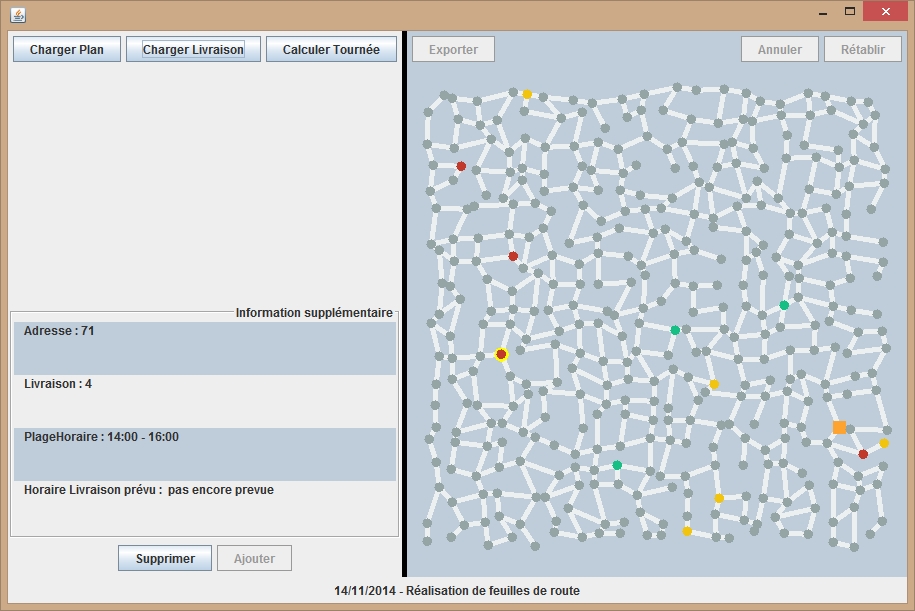 Charger Plan
Charger Livraison
Calculer Tournée
Exporter
Annuler
Rétablir
Information supplémentaire
Adresse : 71
Livraison : 4
PlageHoraire : 14:00 - 16:00
Horaire Livraison prévu :  pas encore prevue
Supprimer
Ajouter
14/11/2014 - Réalisation de feuilles de route